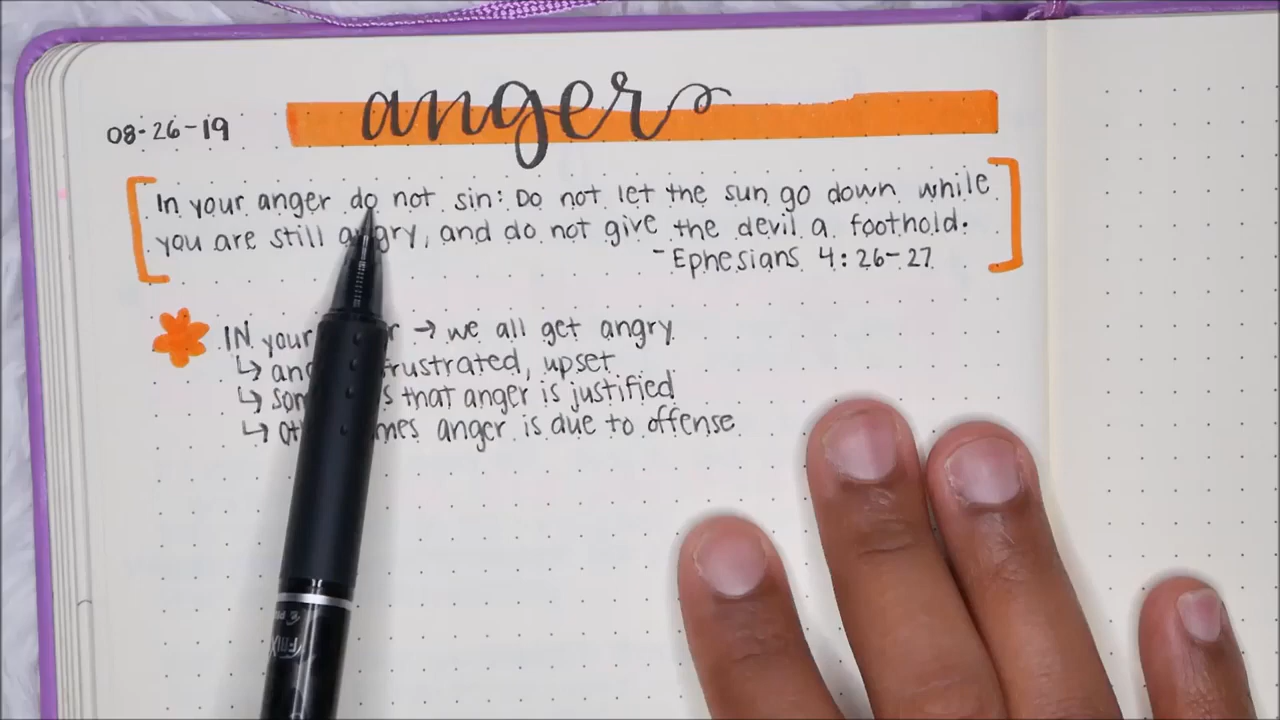 anger
08-26-19
In your anger do not sin: Do not let the sun go down while
you are still angry, and do not give the devil a foothold.
-Ephesians 4:26-27
IN your → we all get angry
↳ frustrated, upset
↳ that anger is justified
↳ anger is due to offense